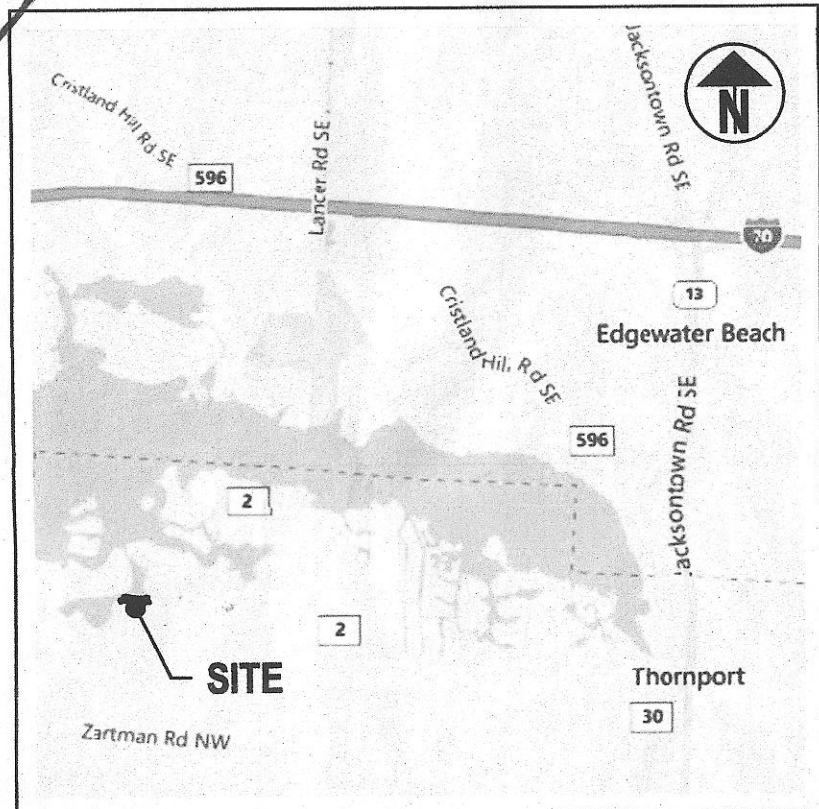 Jacksontown Rd SE
N
Cristland Hill Rd SE
596
Lancer Rd SE
70
13
Edgewater Beach
Cristland Hill Rd SE
Jacksontown Rd SE
596
2
2
SITE
Thornport
30
Zartman Rd NW